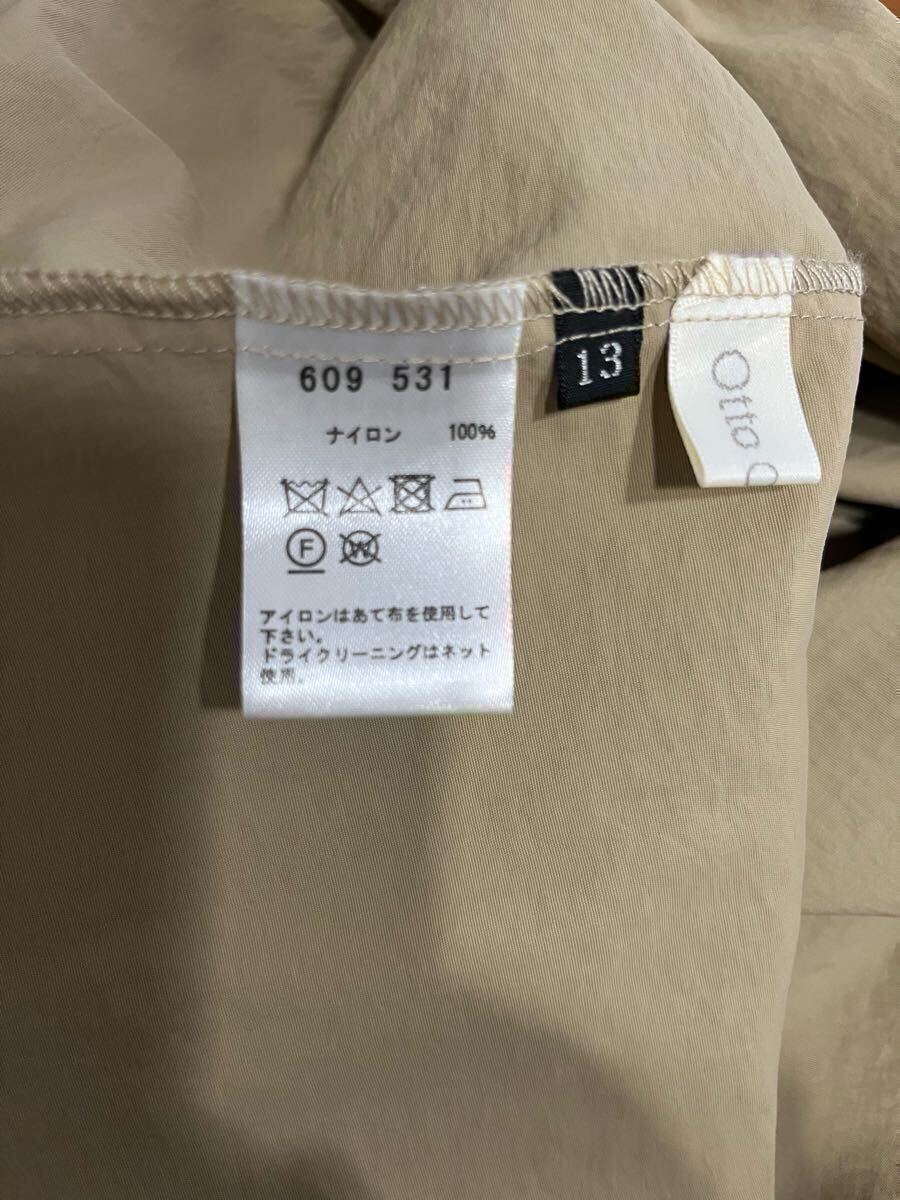 609 531
ナイロン 100%
F W
アイロンはあて布を使用して
下さい。
ドライクリーニングはネット
使用。
13
Otto